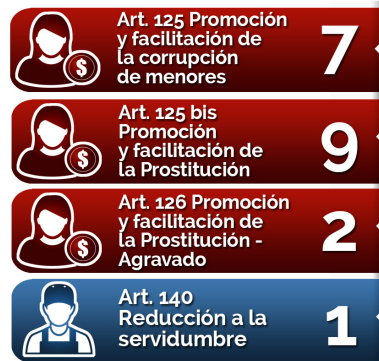 Art. 125 Promoción
y facilitación de
la corrupción
de menores
7
$
Art. 125 bis
Promoción
y facilitación de
la Prostitución
9
$
Art. 126 Promoción
y facilitación de
la Prostitución -
Agravado
2
$
Art. 140
Reducción a la
servidumbre
1